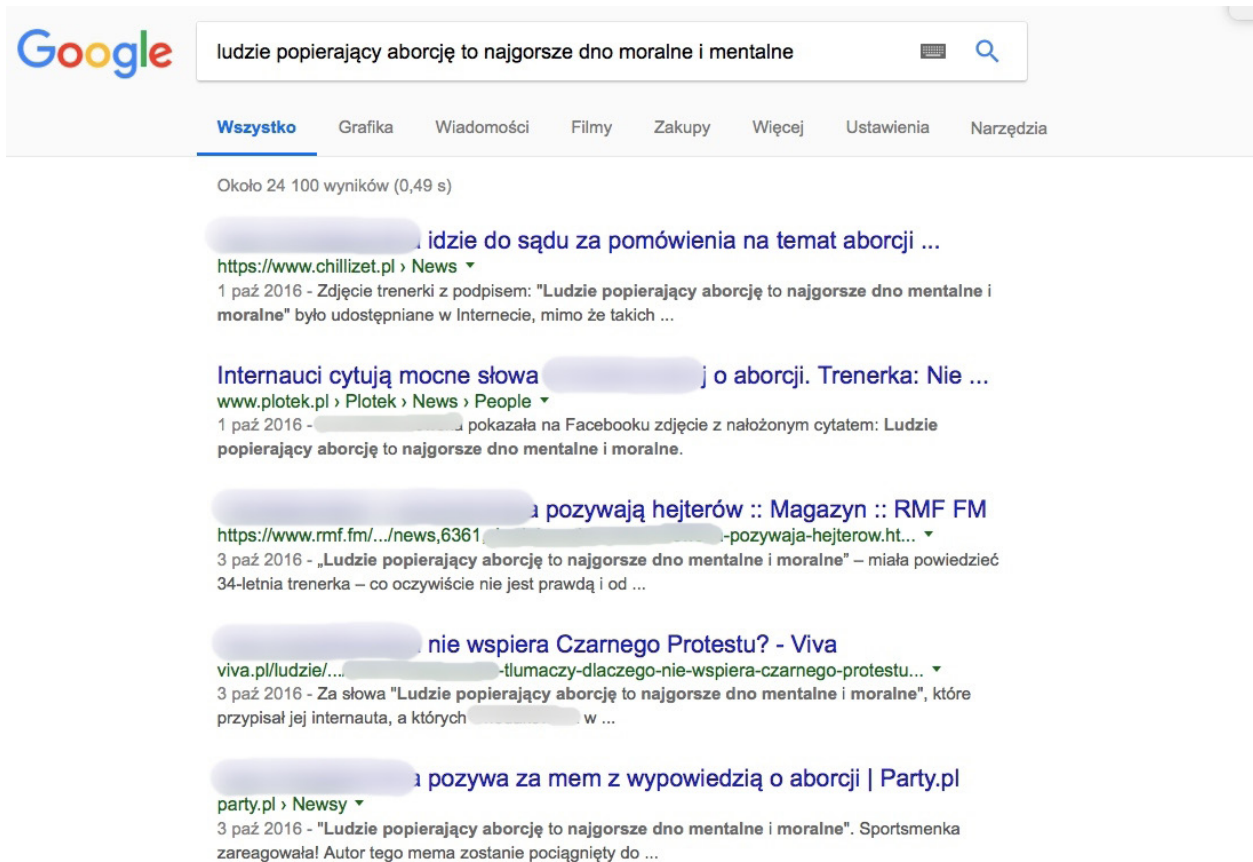 Google
ludzie popierający aborcję to najgorsze dno moralne i mentalne
Wszystko Grafika Wiadomości Filmy Zakupy Więcej Ustawienia Narzędzia
Około 24 100 wyników (0,49 s)
idzie do sądu za pomówienia na temat aborcji ...
https://www.chillizet.pl › News
1 paź 2016 - Zdjęcie trenerki z podpisem: "Ludzie popierający aborcję to najgorsze dno mentalne i
moralne" było udostępniane w Internecie, mimo że takich ...
Internauci cytują mocne słowa j o aborcji. Trenerka: Nie ...
www.plotek.pl › Plotek › News › People
1 paź 2016 - pokazała na Facebooku zdjęcie z nałożonym cytatem: Ludzie
popierający aborcję to najgorsze dno mentalne i moralne.
a pozywają hejterów :: Magazyn :: RMF FM
https://www.rmf.fm/.../news,6361, -pozywaja-hejterow.ht...
3 paź 2016 - „Ludzie popierający aborcję to najgorsze dno mentalne i moralne” – miała powiedzieć
34-letnia trenerka – co oczywiście nie jest prawdą i od ...
nie wspiera Czarnego Protestu? - Viva
viva.pl/ludzie/... -tlumaczy-dlaczego-nie-wspiera-czarnego-protestu...
3 paź 2016 - Za słowa "Ludzie popierający aborcję to najgorsze dno mentalne i moralne", które
przypisał jej internauta, a których w ...
a pozywa za mem z wypowiedzią o aborcji | Party.pl
party.pl › Newsy
3 paź 2016 - "Ludzie popierający aborcję to najgorsze dno mentalne i moralne". Sportsmenka
zareagowała! Autor tego mema zostanie pociągnięty do ...